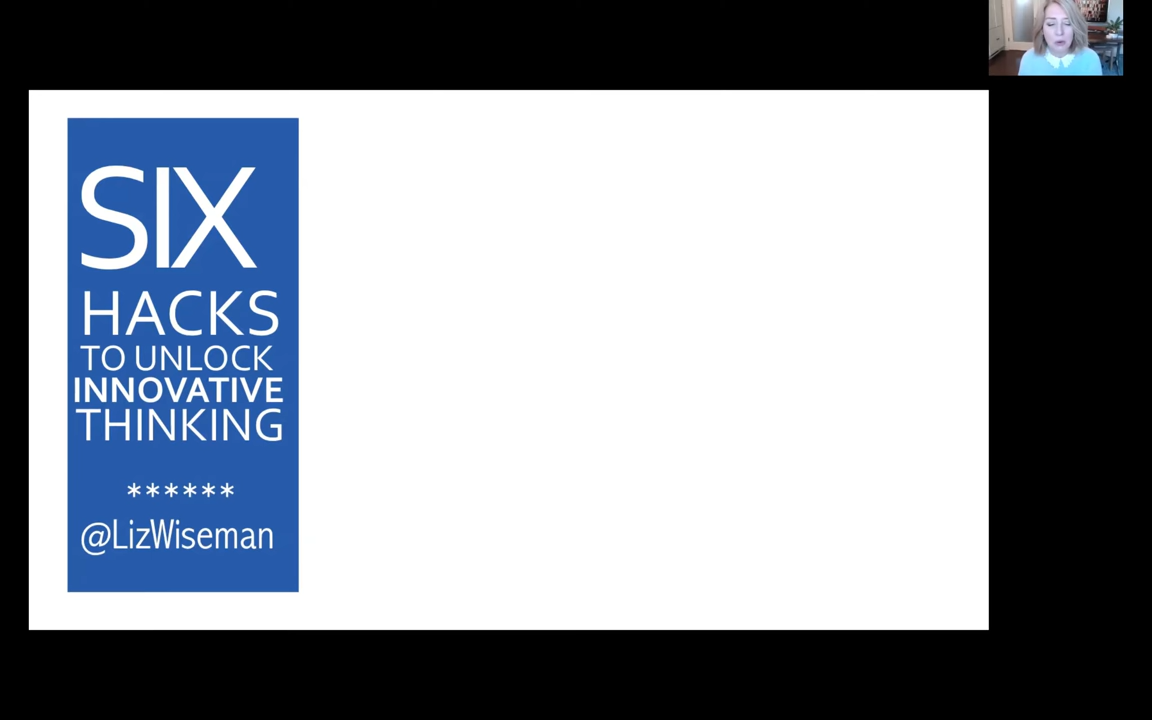 SIX
HACKS
TO UNLOCK
INNOVATIVE
THINKING
******
@LizWiseman